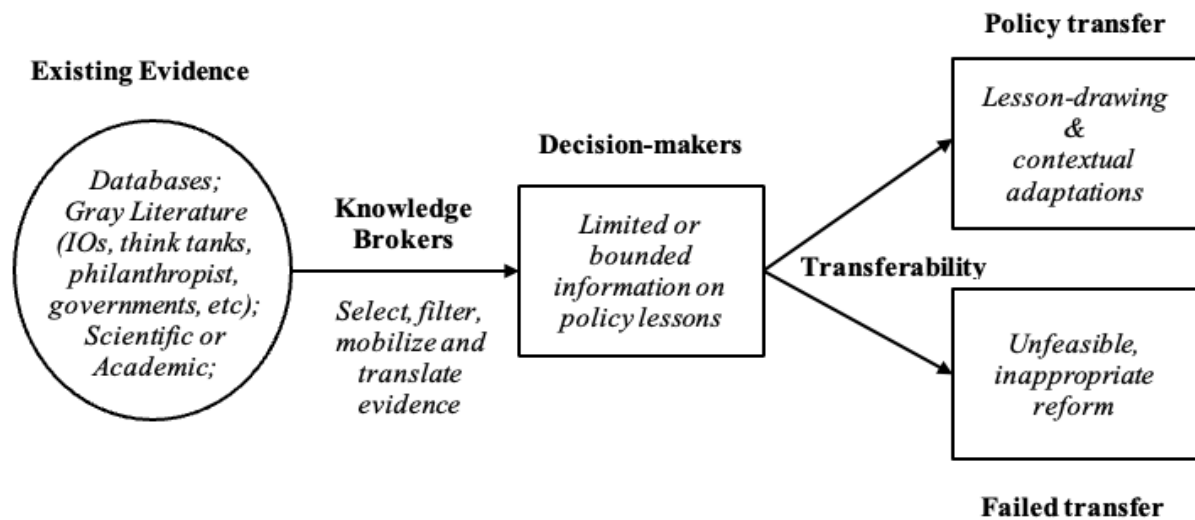 Existing Evidence
Databases;
Gray Literature
(IOs, think tanks,
philanthropist,
governments, etc);
Scientific or
Academic;
Knowledge
Brokers
Select, filter,
mobilize and
translate
evidence
Decision-makers
Limited or
bounded
information on
policy lessons
Transferability
Policy transfer
Lesson-drawing
&
contextual
adaptations
Unfeasible,
inappropriate
reform
Failed transfer